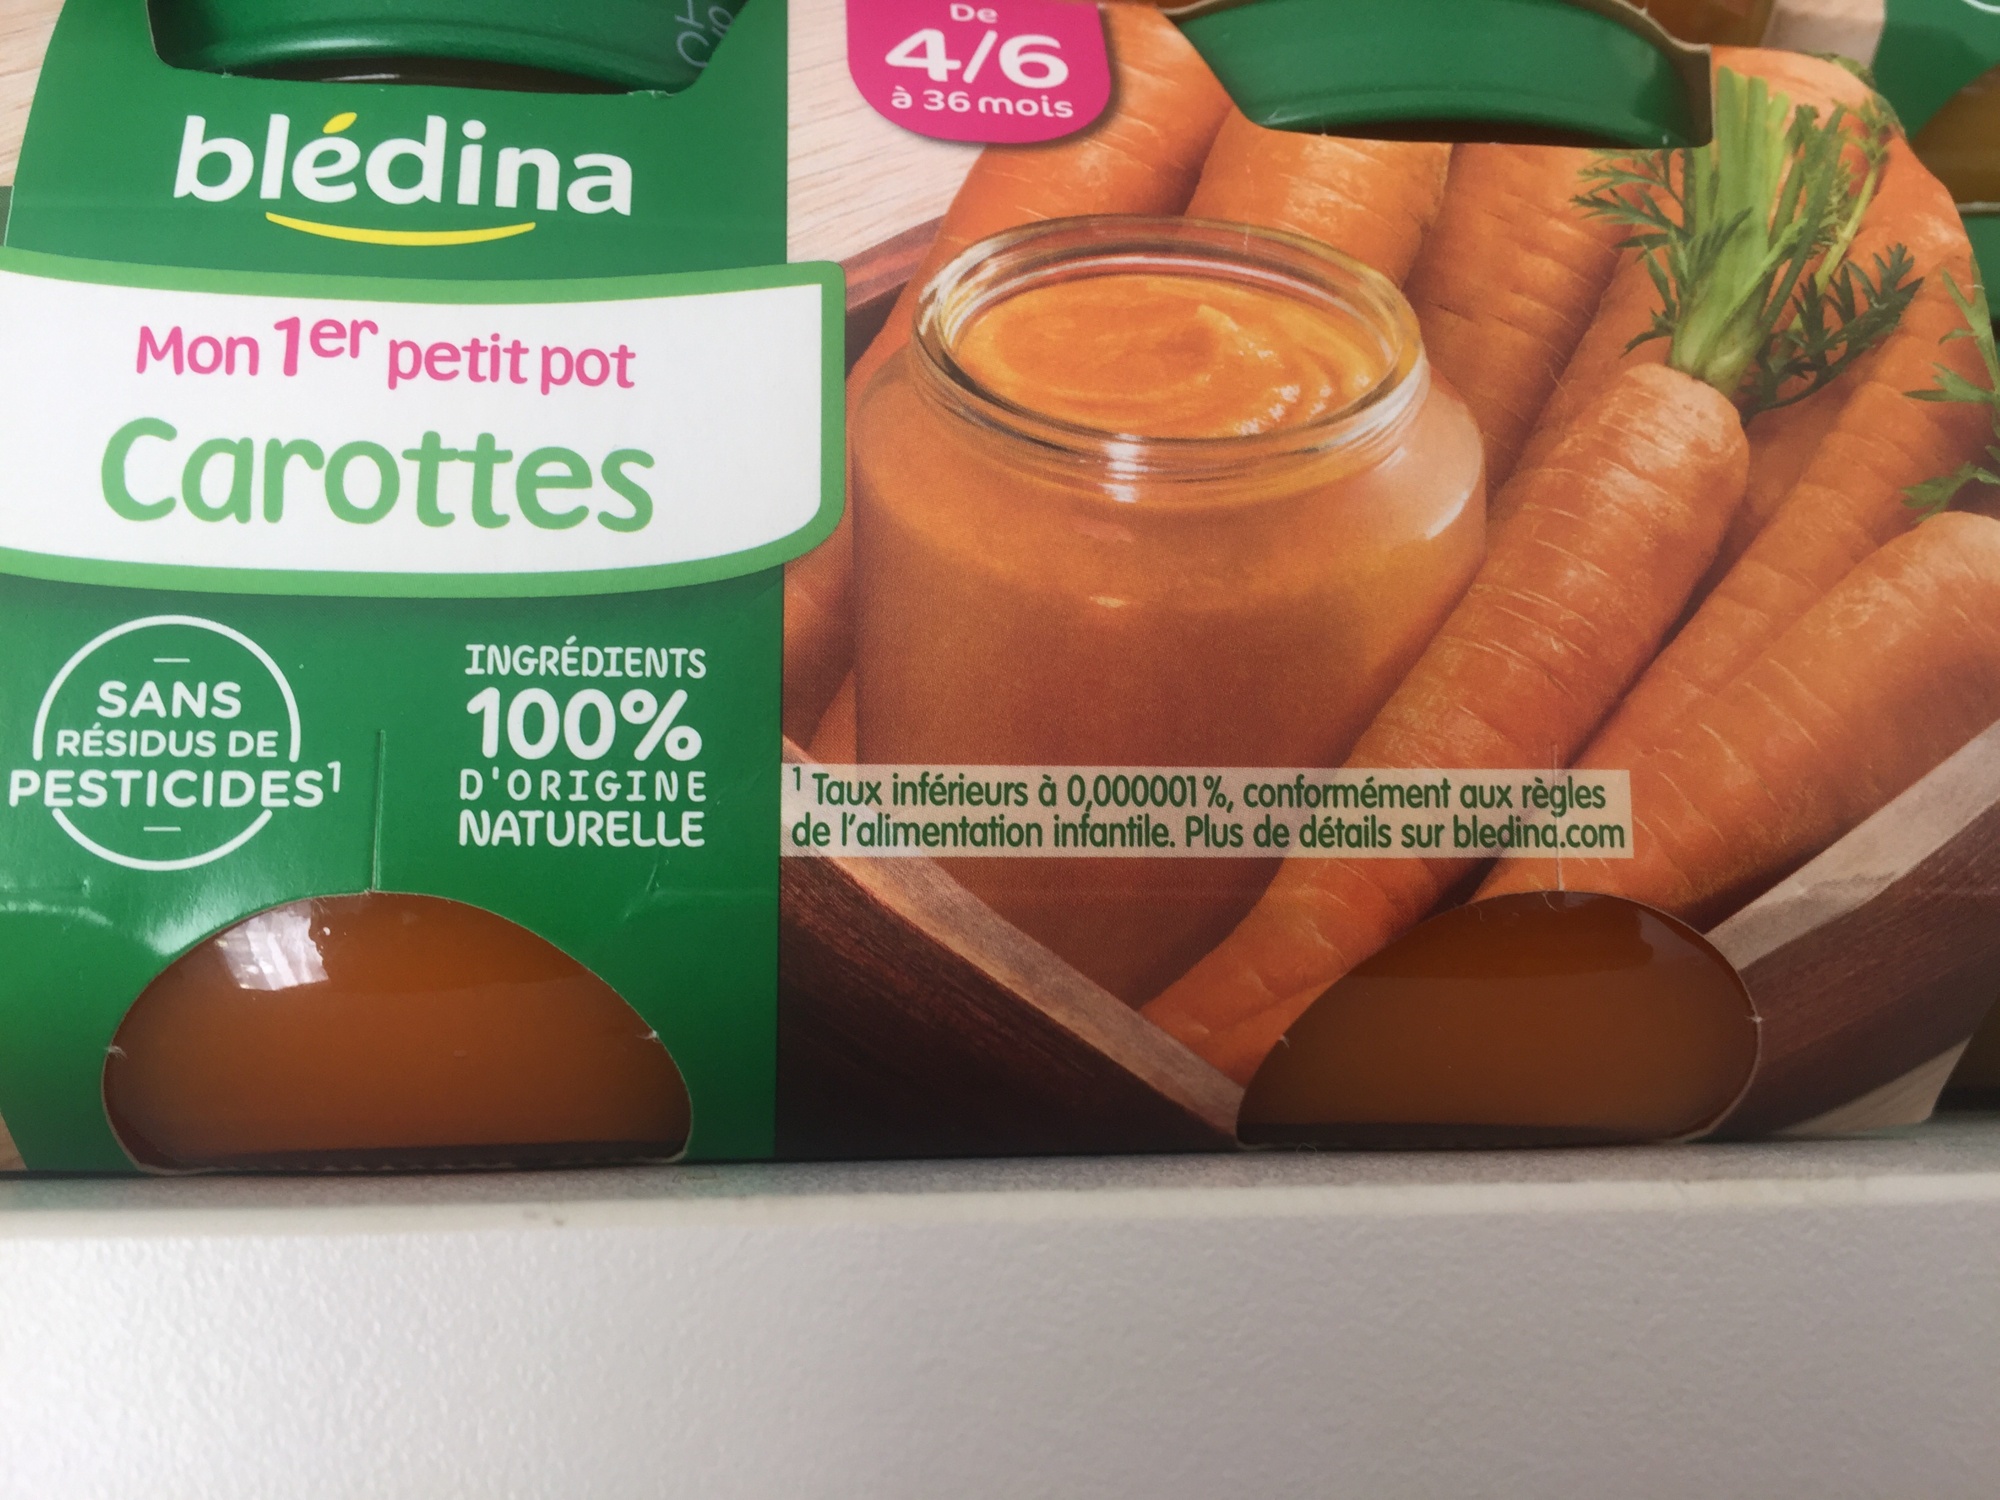 De
4/6
à 36 mois
blédina
Mon 1er petit pot
Carottes
SANS
RÉSIDUS DE
PESTICIDES¹
INGRÉDIENTS
100%
D'ORIGINE
NATURELLE
¹ Taux inférieurs à 0,000001%, conformément aux règles
de l'alimentation infantile. Plus de détails sur bledina.com